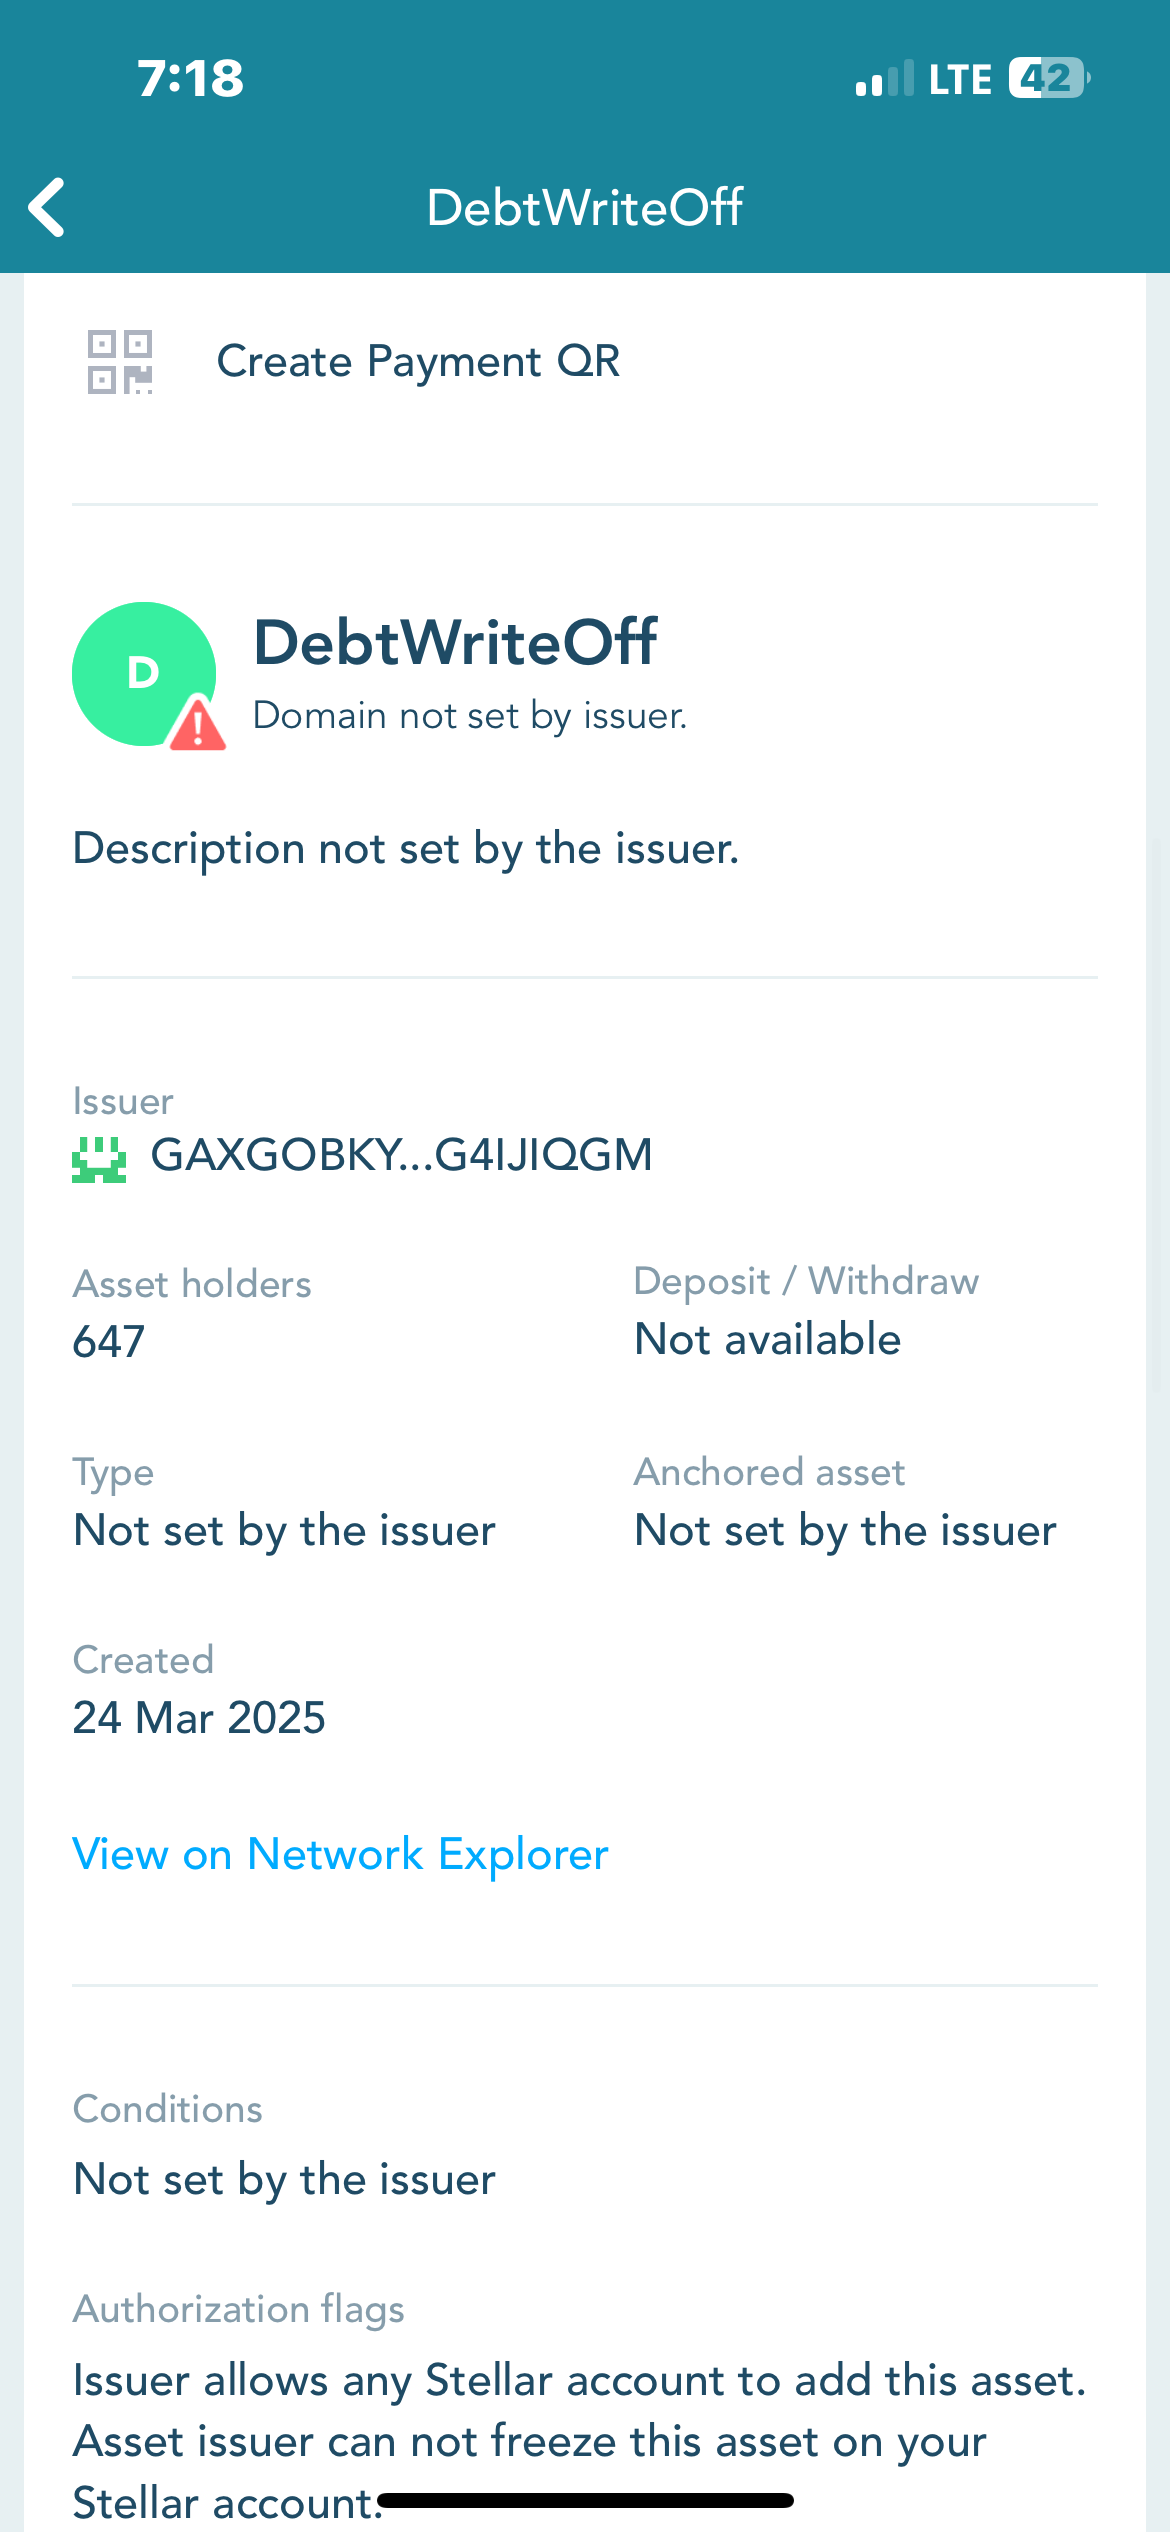 7:18
LTE 42
DebtWriteOff
Create Payment QR
D
DebtWriteOff
Domain not set by issuer.
Description not set by the issuer.
Issuer
GAXGOBKY...G4IJIQGM
Asset holders
647
Deposit / Withdraw
Not available
Type
Not set by the issuer
Anchored asset
Not set by the issuer
Created
24 Mar 2025
View on Network Explorer
Conditions
Not set by the issuer
Authorization flags
Issuer allows any Stellar account to add this asset.
Asset issuer can not freeze this asset on your
Stellar account.